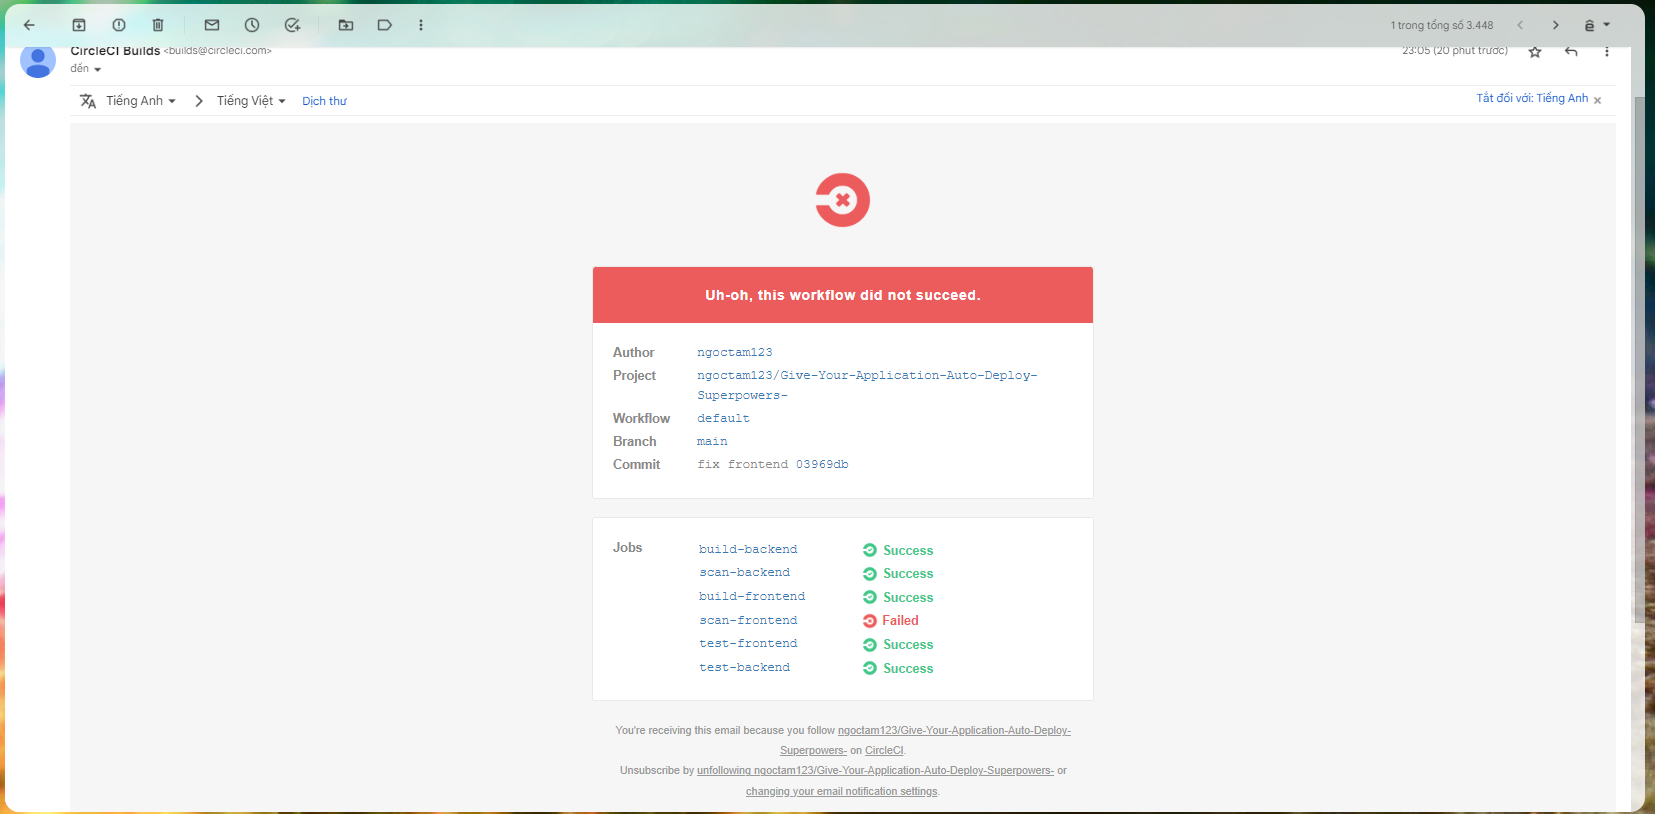 1 trong tổng số 3.448
CircleCI Builds <builds@circleci.com>
23:05 (20 phút trước)
đến
Tiếng Anh
Tiếng Việt
Dịch thư
Tắt đối với: Tiếng Anh
Uh-oh, this workflow did not succeed.
Author ngoctam123
Project ngoctam123/Give-Your-Application-Auto-Deploy-
Superpowers-
Workflow default
Branch main
Commit fix frontend 03969db
Jobs build-backend Success
scan-backend Success
build-frontend Success
scan-frontend Failed
test-frontend Success
test-backend Success
You're receiving this email because you follow ngoctam123/Give-Your-Application-Auto-Deploy-
Superpowers- on CircleCI.
Unsubscribe by unfollowing ngoctam123/Give-Your-Application-Auto-Deploy-Superpowers- or
changing your email notification settings.